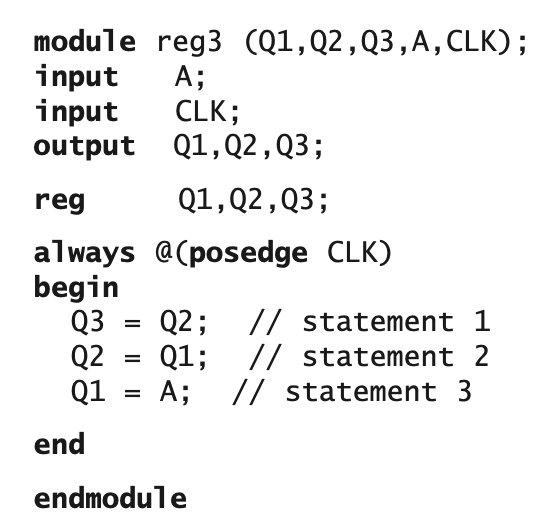 module reg3 (Q1,Q2,Q3,A,CLK);
input A;
input CLK;
output Q1,Q2,Q3;
reg Q1,Q2,Q3;
always @(posedge CLK)
begin
Q3 = Q2; // statement 1
Q2 = Q1; // statement 2
Q1 = A; // statement 3
end
endmodule